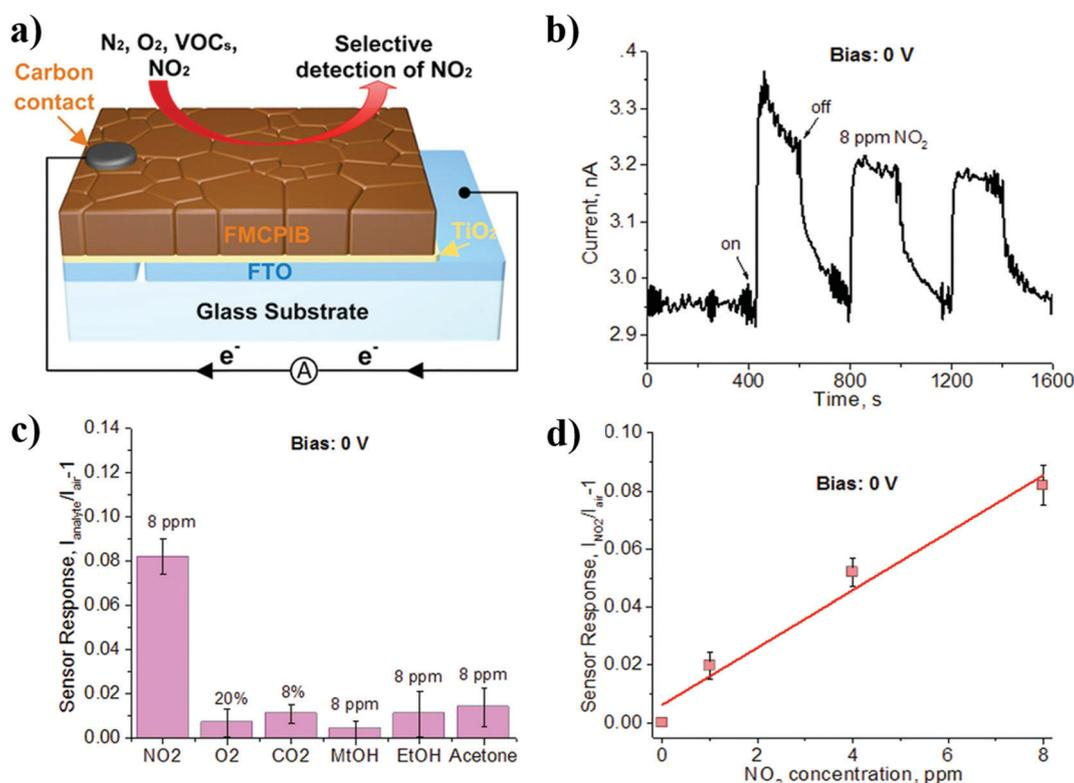 a)
N₂, O₂, VOCₛ,
NO₂
Selective
detection of NO₂
Carbon
contact
FMCPIB
TiO₂
FTO
Glass Substrate
e⁻ A e⁻
b)
Bias: 0 V
.4
3.3
3.2
3.1
3.0
2.9
Current, nA
on
off
8 ppm NO₂
0 400 800 1200 1600
Time, s
c)
Bias: 0 V
0.14
0.12
0.10
0.08
0.06
0.04
0.02
0.00
Sensor Response, I_analyte/I_air-1
8 ppm
20%
8%
8 ppm
8 ppm
8 ppm
NO2 O2 CO2 MtOH EtOH Acetone
d)
Bias: 0 V
0.10
0.08
0.06
0.04
0.02
0.00
Sensor Response, I_NO2/I_air-1
0 2 4 6 8
NO₂ concentration, ppm